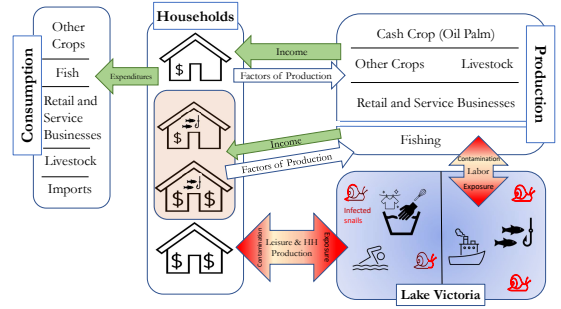 Consumption
Other
Crops
Fish
Retail and
Service
Businesses
Livestock
Imports
Expenditures
Households
$
$
$ $
$ $
Income
Factors of Production
Income
Factors of Production
Production
Cash Crop (Oil Palm)
Other Crops Livestock
Retail and Service Businesses
Fishing
Contamination
Labor
Exposure
Contamination
Leisure & HH
Production
Exposure
Infected
snails
Lake Victoria